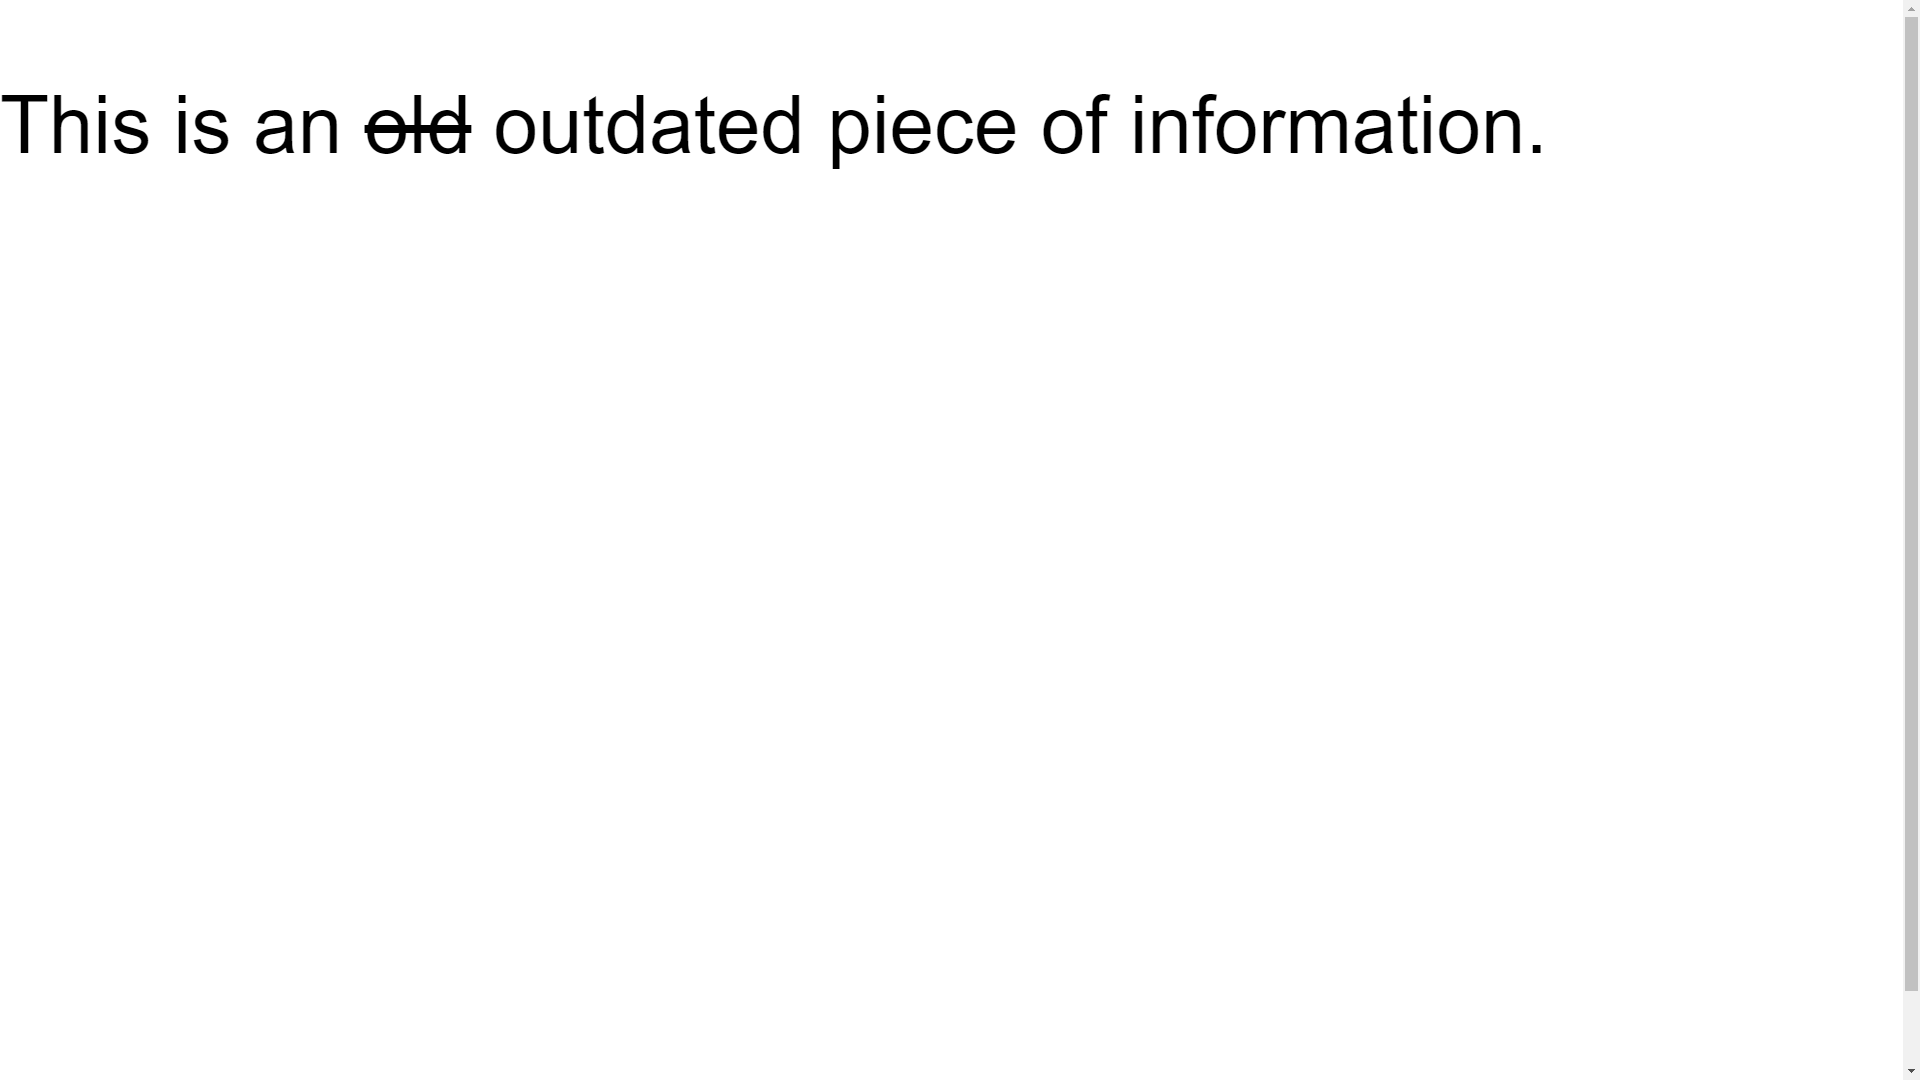 This is an old outdated piece of information.